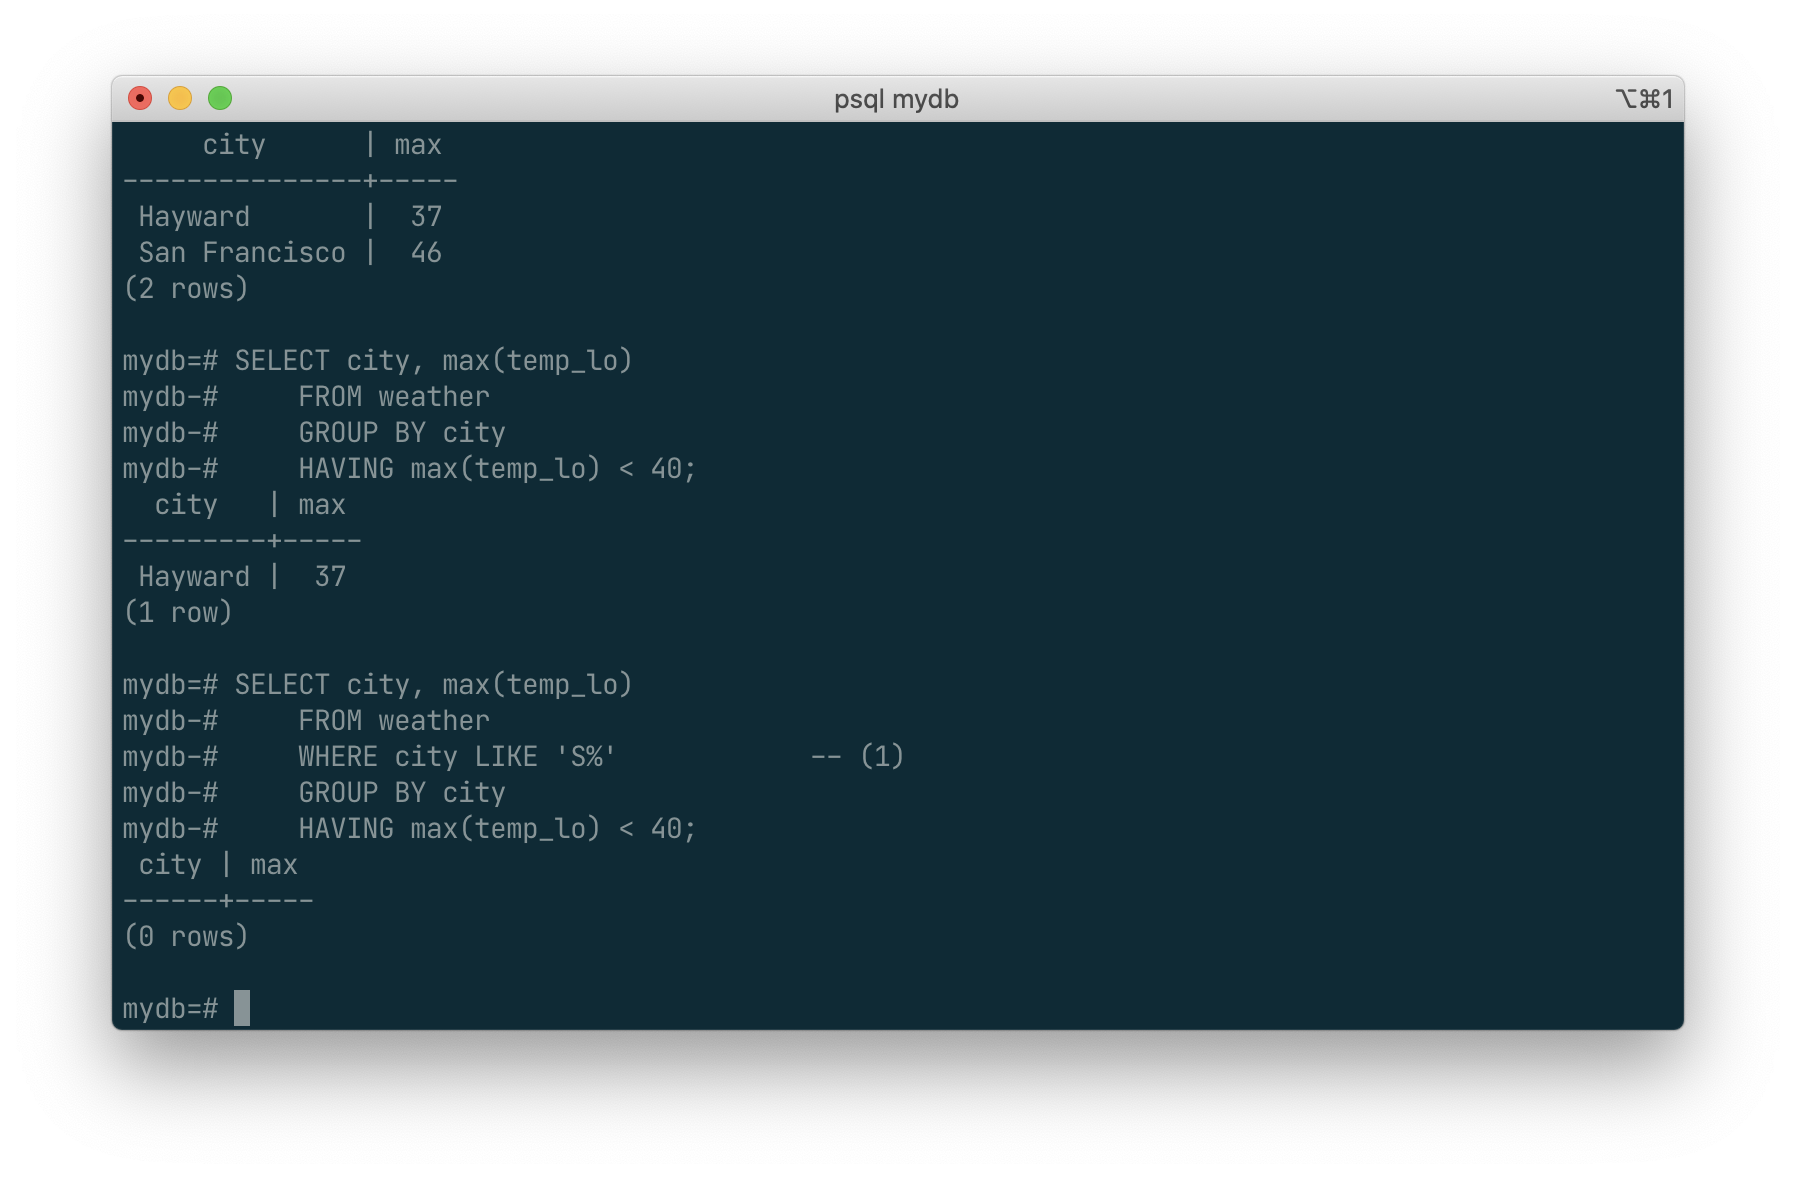 psql mydb ⌥⌘1
     city      | max
---------------+-----
 Hayward       |  37
 San Francisco |  46
(2 rows)

mydb=# SELECT city, max(temp_lo)
mydb-#     FROM weather
mydb-#     GROUP BY city
mydb-#     HAVING max(temp_lo) < 40;
  city   | max
---------+-----
 Hayward |  37
(1 row)

mydb=# SELECT city, max(temp_lo)
mydb-#     FROM weather
mydb-#     WHERE city LIKE 'S%'            -- (1)
mydb-#     GROUP BY city
mydb-#     HAVING max(temp_lo) < 40;
 city | max
------+-----
(0 rows)

mydb=#